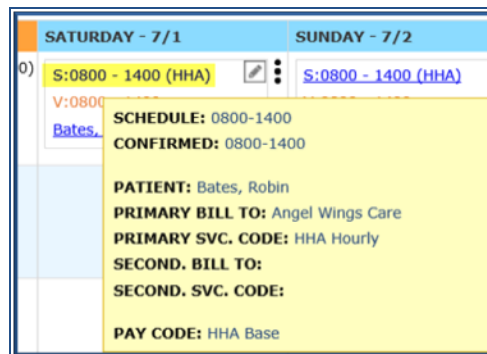 SATURDAY - 7/1
SUNDAY - 7/2
0)
S:0800 - 1400 (HHA)
S:0800 - 1400 (HHA)
V:0800
Bates,
SCHEDULE: 0800-1400
CONFIRMED: 0800-1400
PATIENT: Bates, Robin
PRIMARY BILL TO: Angel Wings Care
PRIMARY SVC. CODE: HHA Hourly
SECOND. BILL TO:
SECOND. SVC. CODE:
PAY CODE: HHA Base